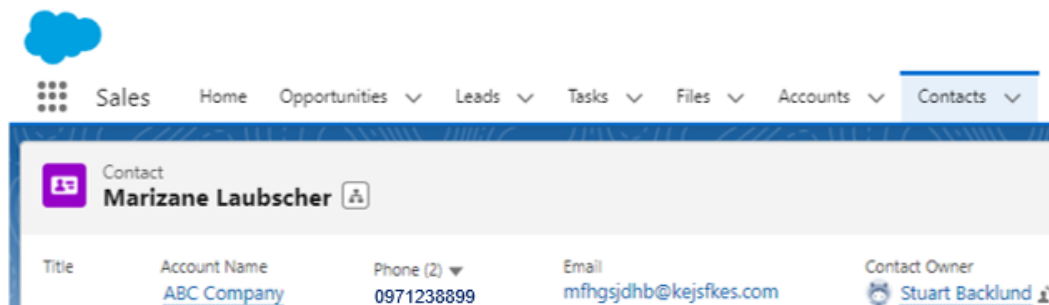 Sales Home Opportunities Leads Tasks Files Accounts Contacts
Contact
Marizane Laubscher
Title Account Name Phone (2) Email Contact Owner
ABC Company 0971238899 mfhgsjdhb@kejsfkes.com Stuart Backlund